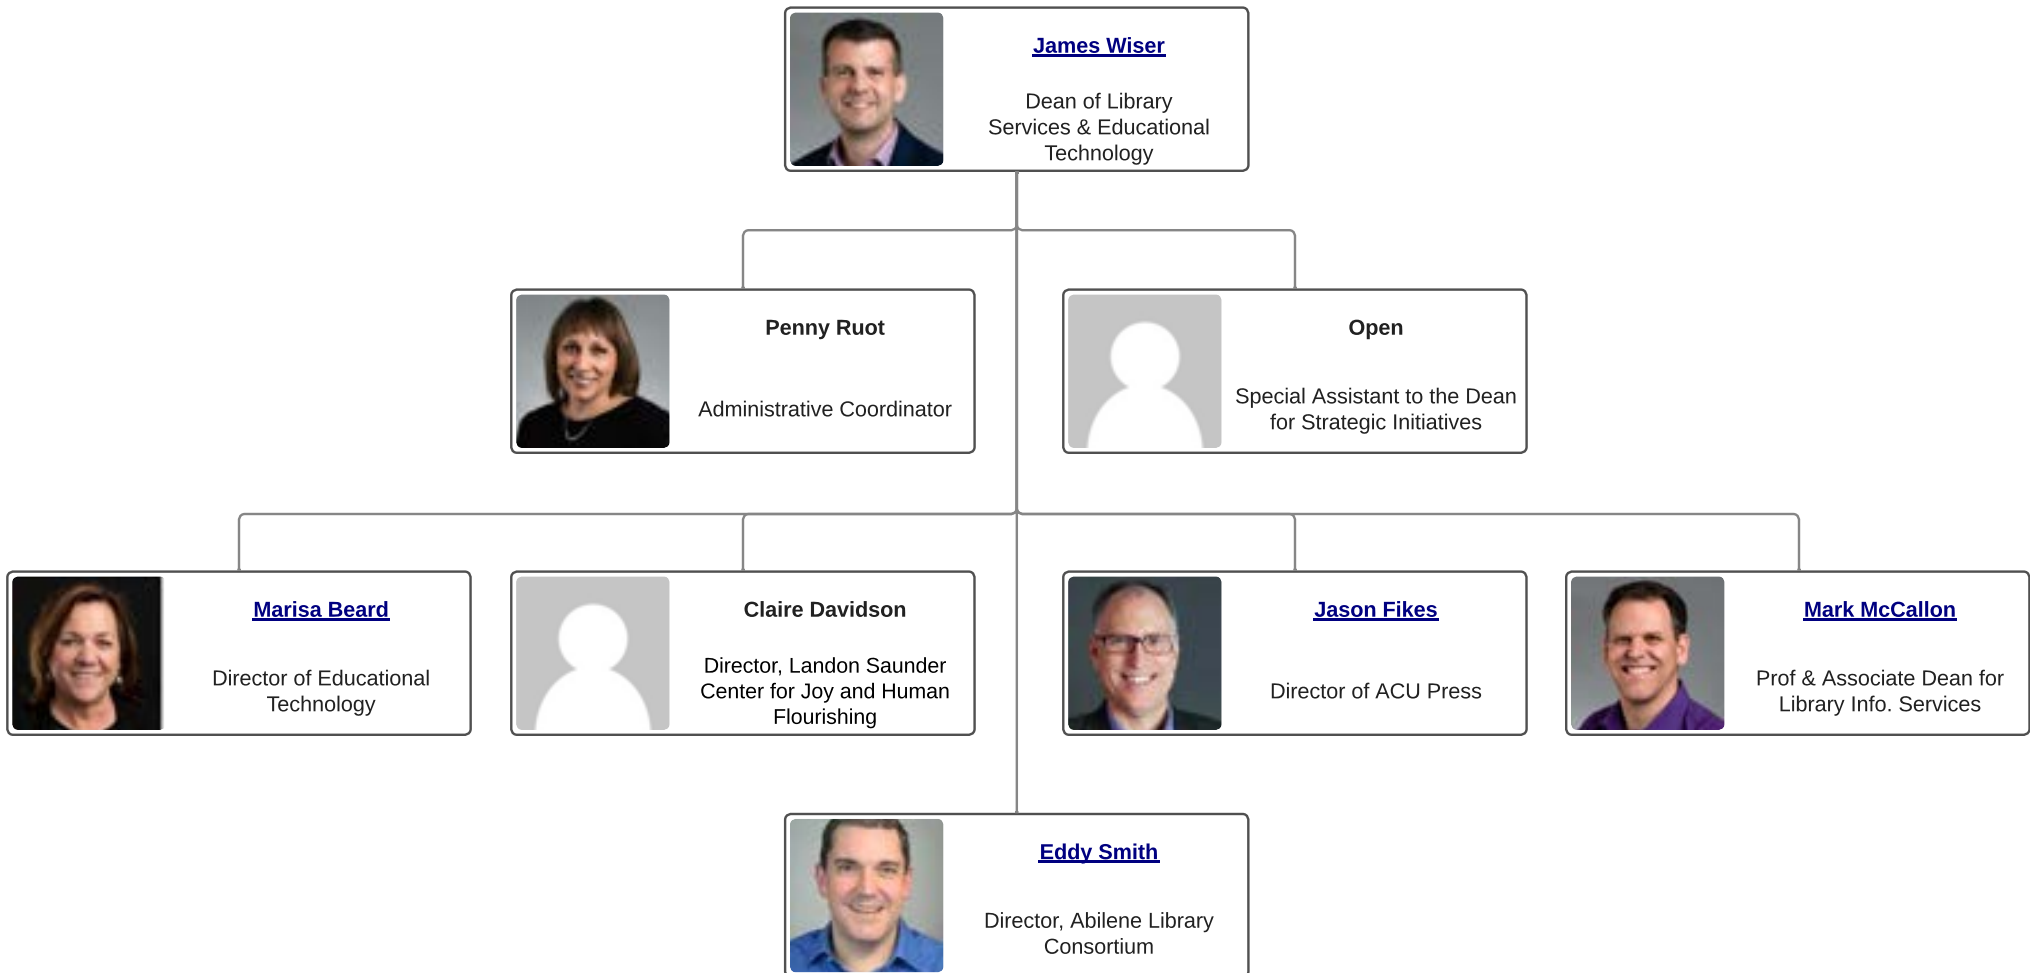 James Wiser
Dean of Library
Services & Educational
Technology
Penny Ruot
Administrative Coordinator
Open
Special Assistant to the Dean
for Strategic Initiatives
Marisa Beard
Director of Educational
Technology
Claire Davidson
Director, Landon Saunder
Center for Joy and Human
Flourishing
Jason Fikes
Director of ACU Press
Mark McCallon
Prof & Associate Dean for
Library Info. Services
Eddy Smith
Director, Abilene Library
Consortium